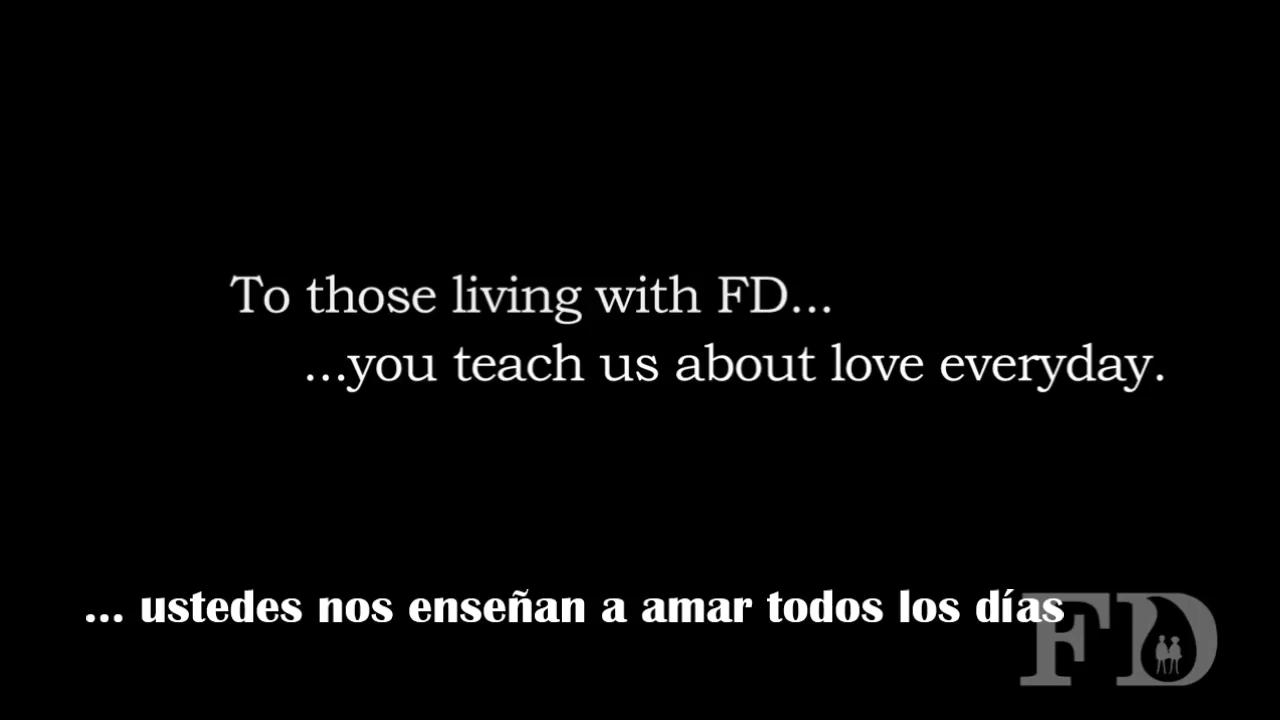 To those living with FD...
...you teach us about love everyday.
... ustedes nos enseñan a amar todos los días
FD